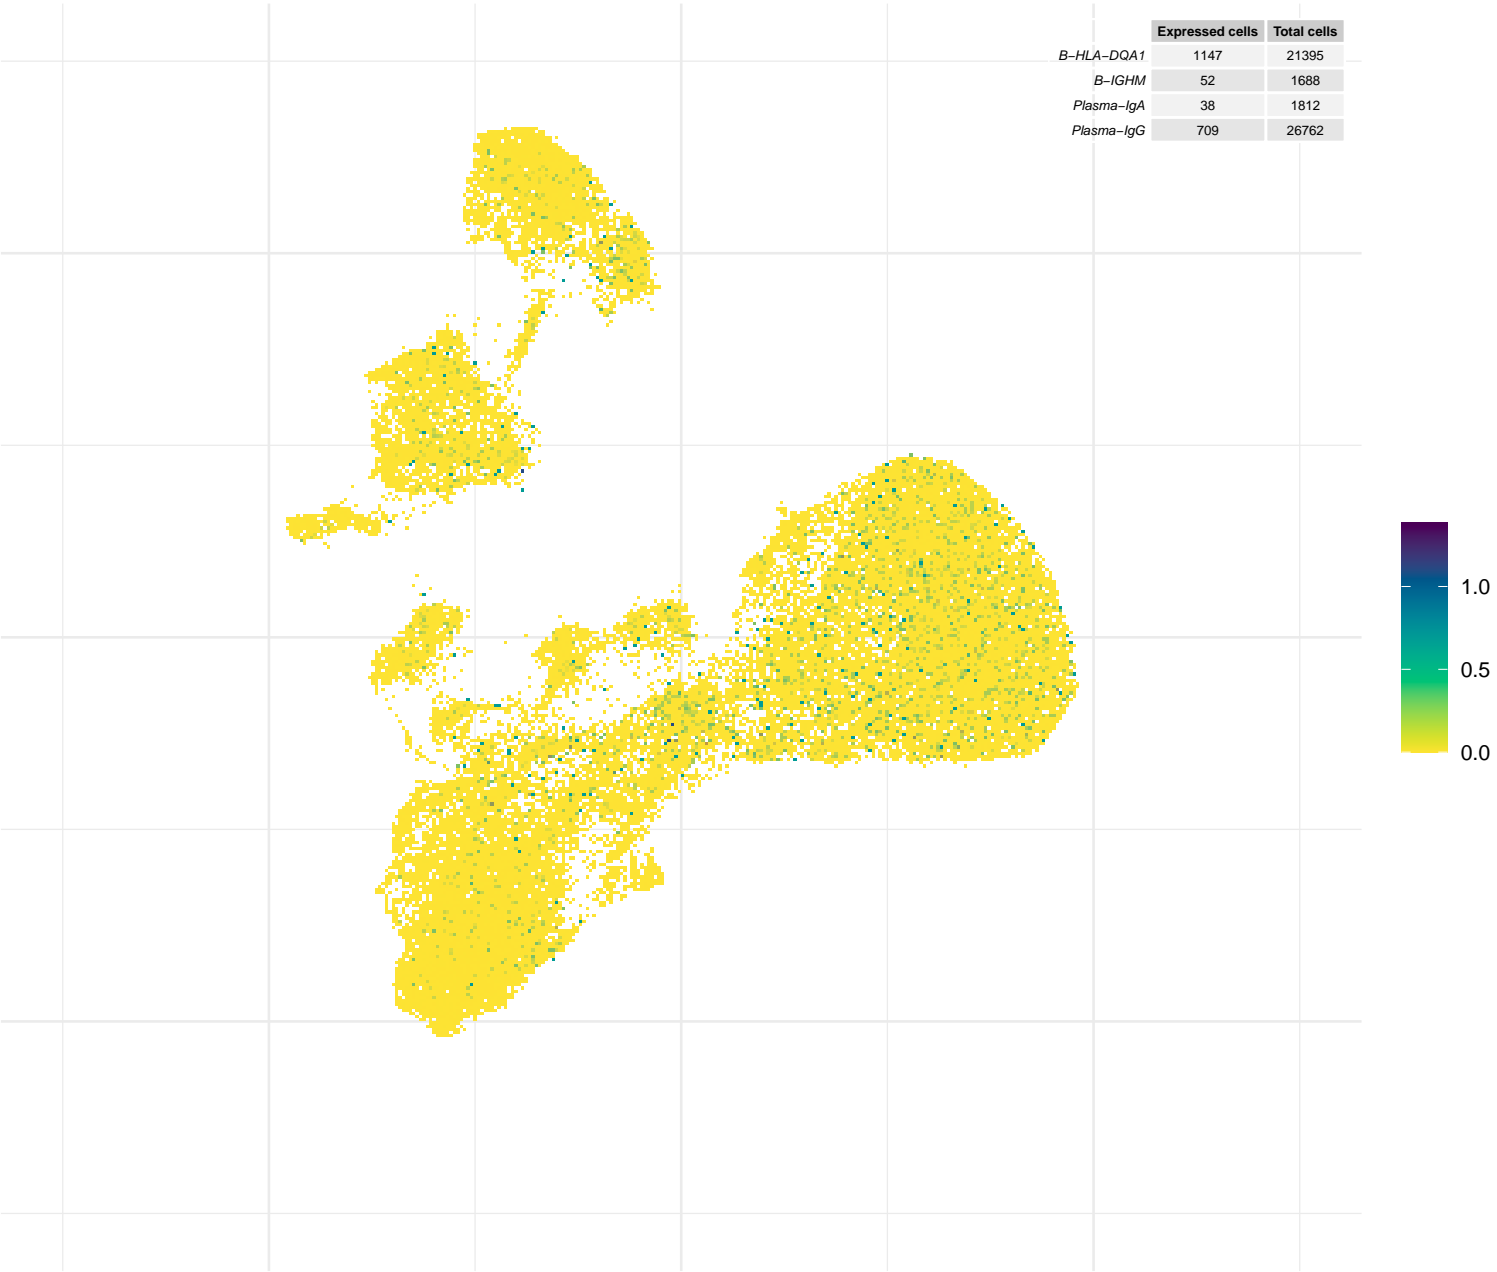 Expressed cells Total cells
B−HLA−DQA1 1147 21395
B−IGHM 52 1688
Plasma−IgA 38 1812
Plasma−IgG 709 26762
1.0
0.5
0.0